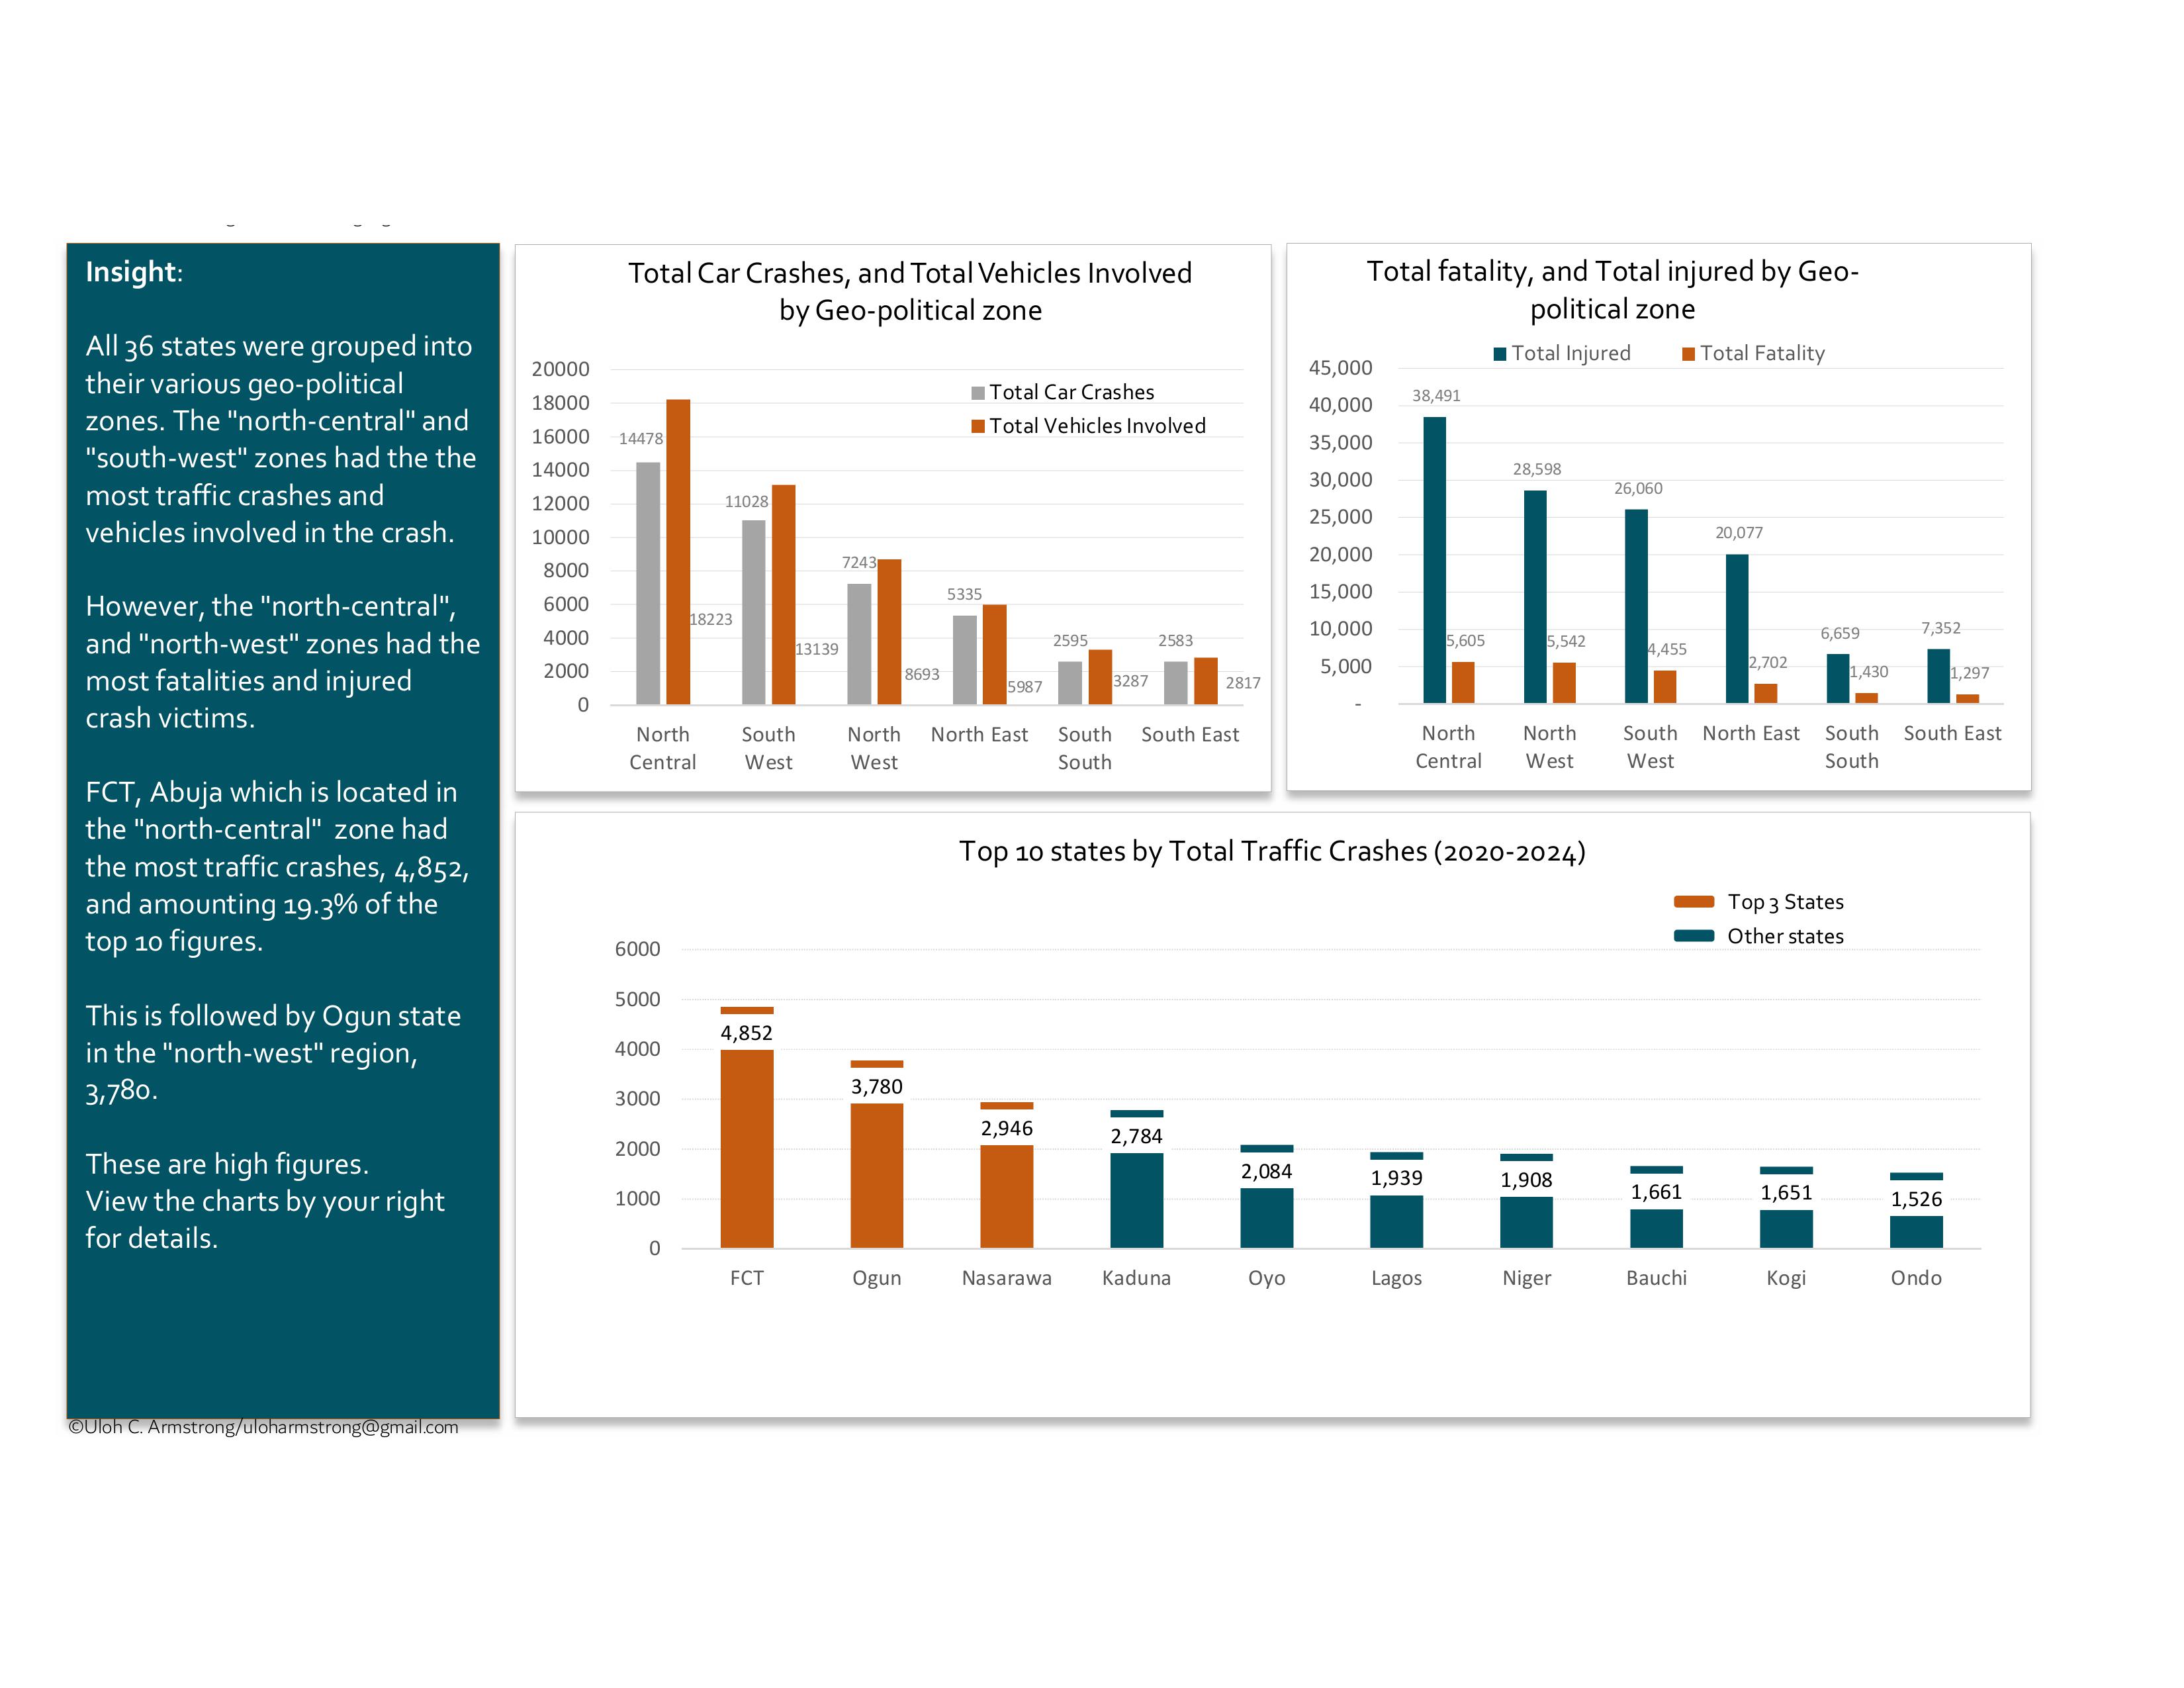 Insight:
All 36 states were grouped into
their various geo-political
zones. The "north-central" and
"south-west" zones had the the
most traffic crashes and
vehicles involved in the crash.
However, the "north-central",
and "north-west" zones had the
most fatalities and injured
crash victims.
FCT, Abuja which is located in
the "north-central"  zone had
the most traffic crashes, 4,852,
and amounting 19.3% of the
top 10 figures.
This is followed by Ogun state
in the "north-west" region,
3,780.
These are high figures.
View the charts by your right
for details.
©Uloh C. Armstrong/uloharmstrong@gmail.com
Total Car Crashes, and Total Vehicles Involved
by Geo-political zone
Total Car Crashes
Total Vehicles Involved
20000
18000
16000
14000
12000
10000
8000
6000
4000
2000
0
14478
18223
11028
13139
7243
8693
5335
5987
2595
3287
2583
2817
North
Central
South
West
North
West
North East
South
South
South East
Total fatality, and Total injured by Geo-
political zone
Total Injured
Total Fatality
45,000
40,000
35,000
30,000
25,000
20,000
15,000
10,000
5,000
-
38,491
5,605
28,598
5,542
26,060
4,455
20,077
2,702
6,659
1,430
7,352
1,297
North
Central
North
West
South
West
North East
South
South
South East
Top 10 states by Total Traffic Crashes (2020-2024)
Top 3 States
Other states
6000
5000
4000
3000
2000
1000
0
4,852
3,780
2,946
2,784
2,084
1,939
1,908
1,661
1,651
1,526
FCT
Ogun
Nasarawa
Kaduna
Oyo
Lagos
Niger
Bauchi
Kogi
Ondo